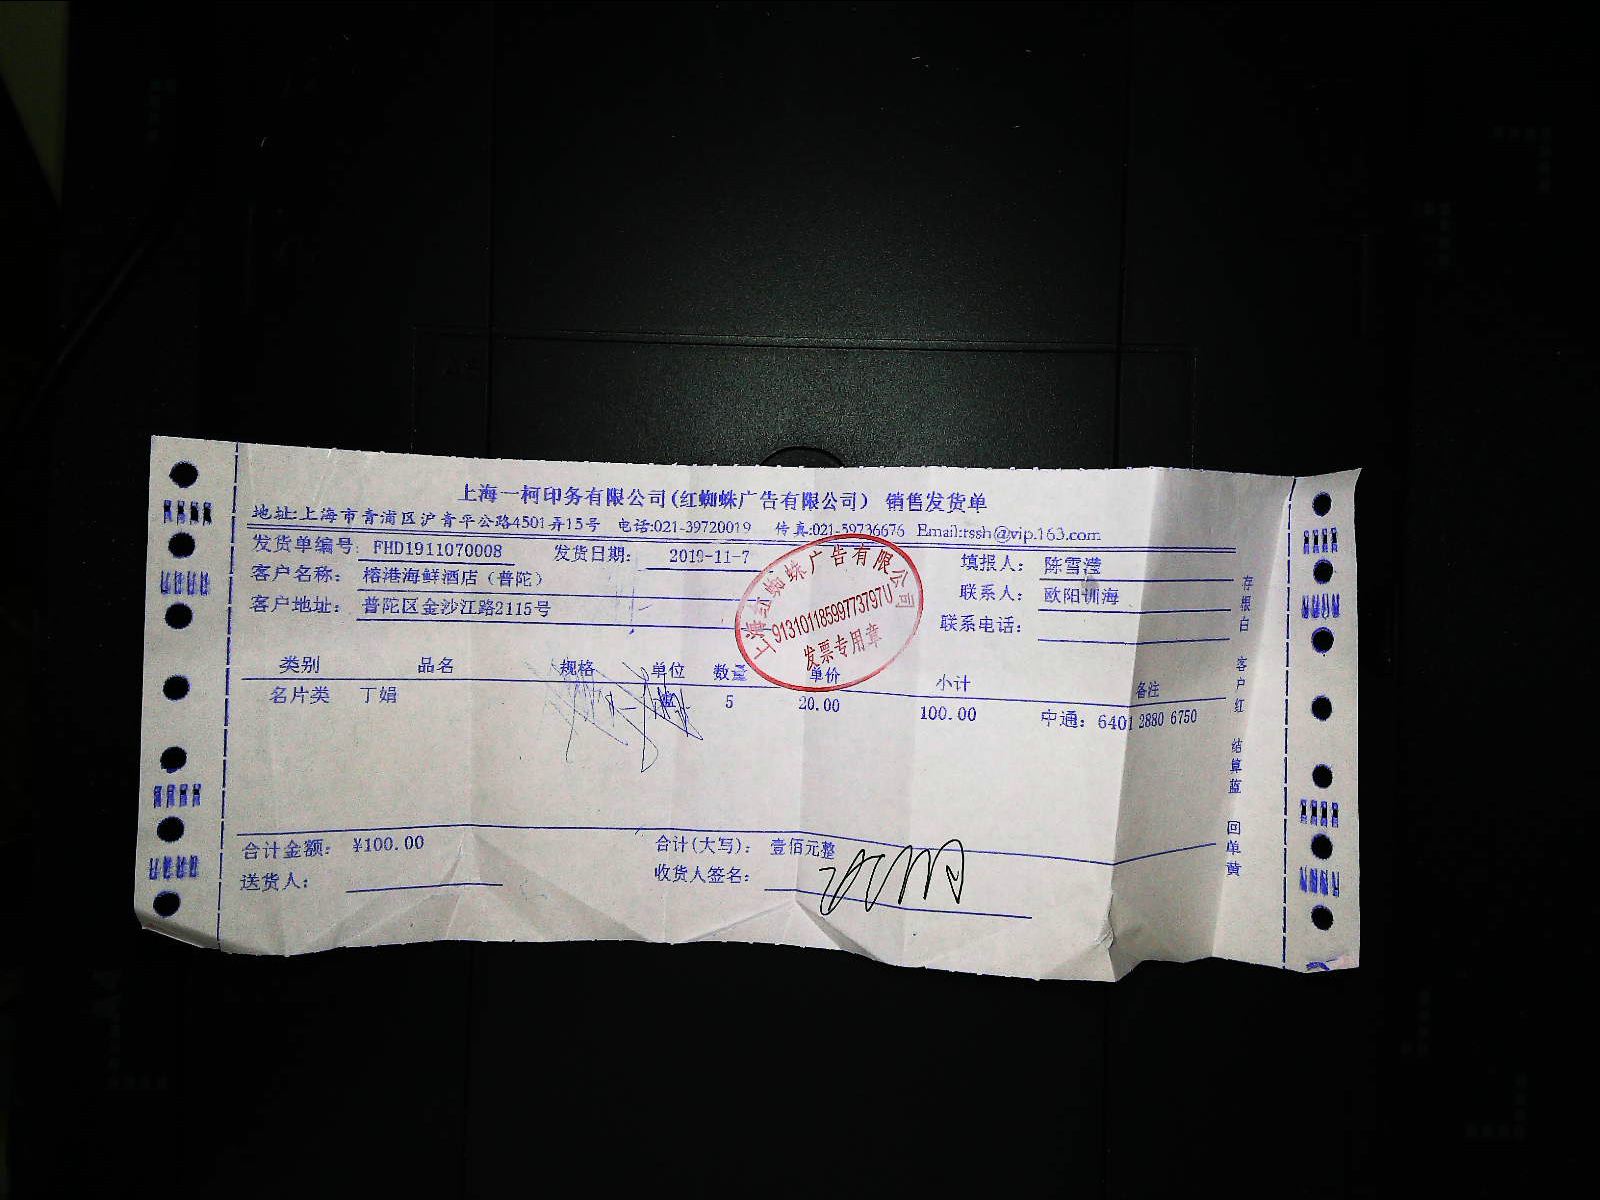 上海一柯印务有限公司(红蜘蛛广告有限公司) 销售发货单
地址:上海市青浦区沪青平公路4501弄15号 电话:021-39720019 传真:021-59736676 Email:rssh@vip.163.com
发货单编号: FHD1911070008 发货日期: 2019-11-7 填报人: 陈雪滢
客户名称: 榕港海鲜酒店(普陀) 联系人: 欧阳训海
客户地址: 普陀区金沙江路2115号 联系电话:
上海红蜘蛛广告有限公司
91310118599773797U
发票专用章
类别 品名 规格 单位 数量 单价 小计 备注
名片类 丁娟 5 20.00 100.00 中通: 6401 2880 6750
合计金额: ¥100.00 合计(大写): 壹佰元整
送货人: 收货人签名:
存根白 客户红 结算蓝 回单黄